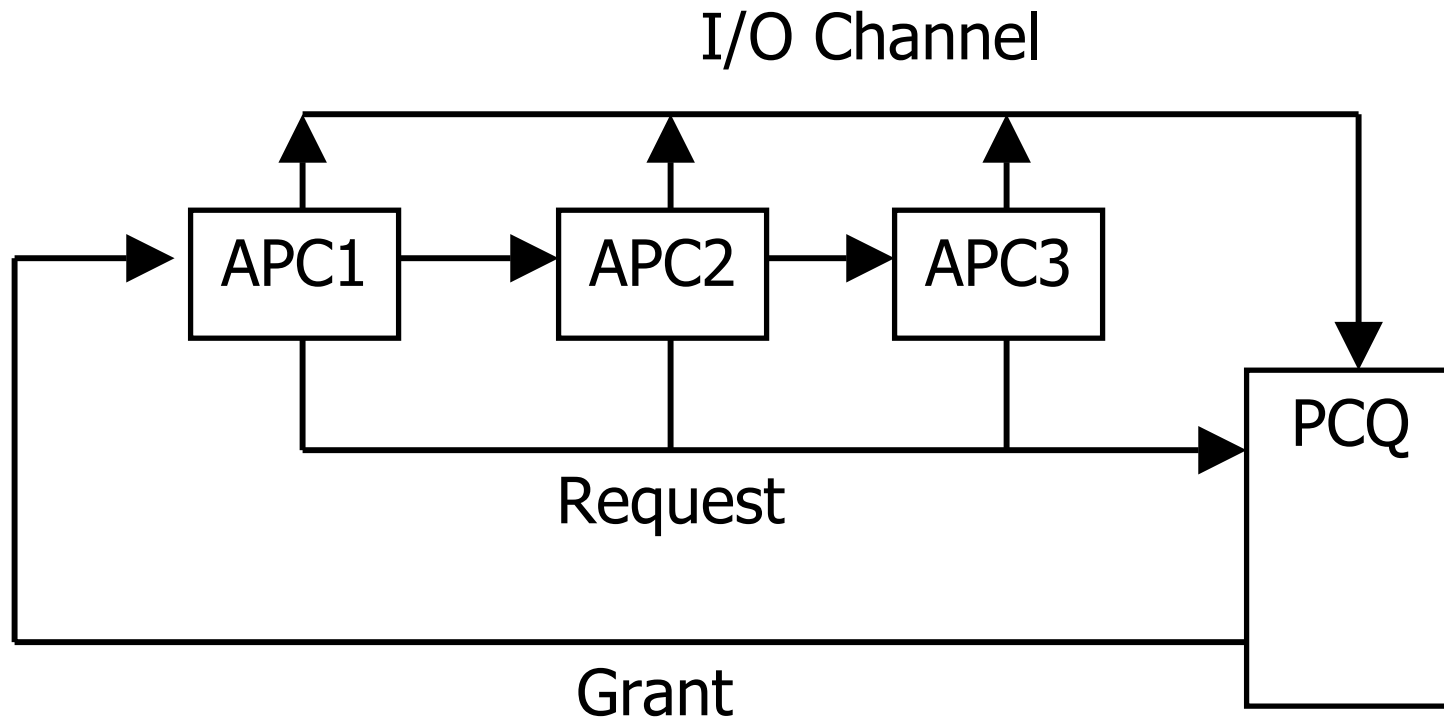 I/O Channel
APC1
APC2
APC3
PCQ
Request
Grant